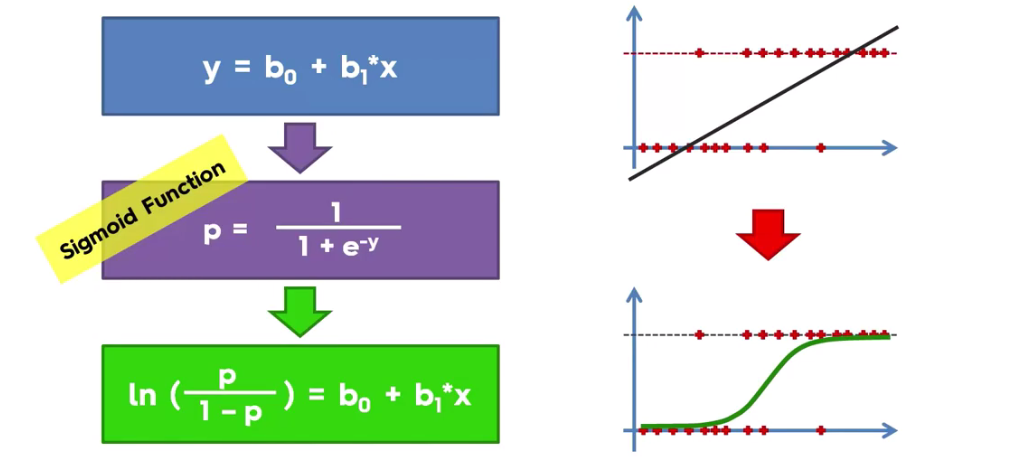 y = b₀ + b₁*x
Sigmoid Function
p = 1 / (1 + e⁻ʸ)
ln ( p / (1 - p) ) = b₀ + b₁*x